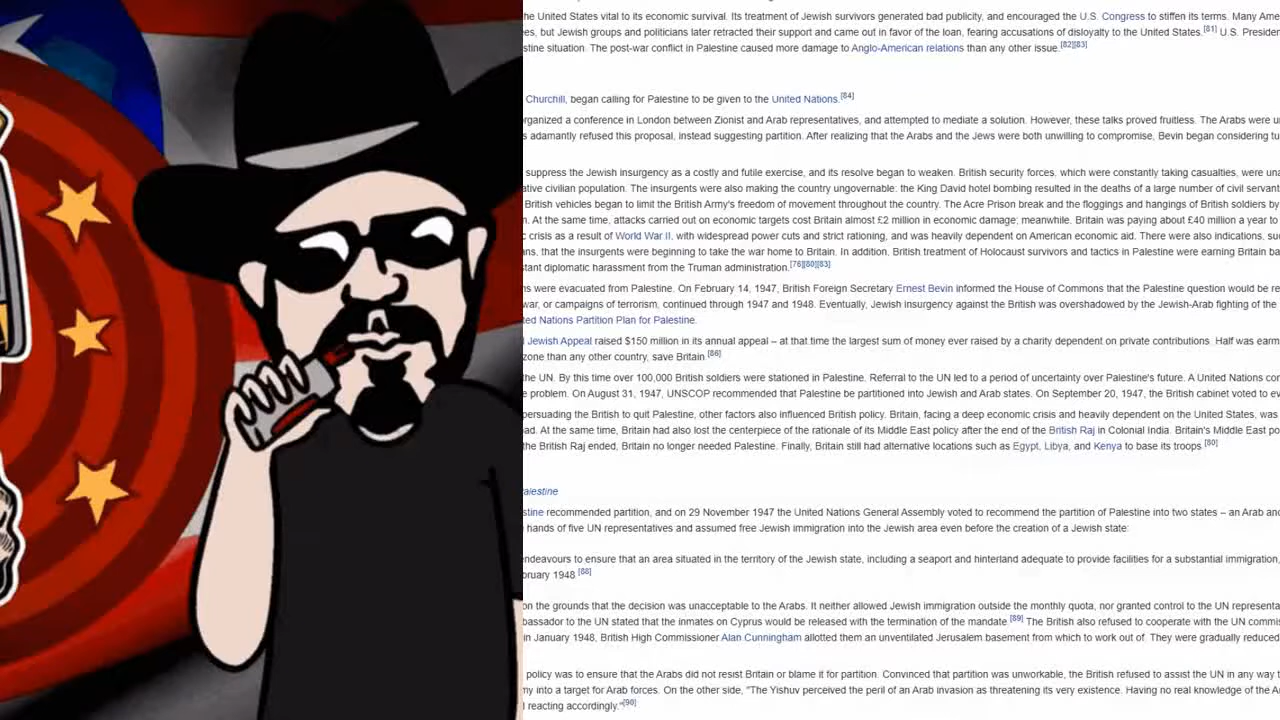 the United States vital to its economic survival. Its treatment of Jewish survivors generated bad publicity, and encouraged the U.S. Congress to stiffen its terms. Many Ame
es, but Jewish groups and politicians later retracted their support and came out in favor of the loan, fearing accusations of disloyalty to the United States.[81] U.S. Presiden
stine situation. The post-war conflict in Palestine caused more damage to Anglo-American relations than any other issue.[82][83]
Churchill, began calling for Palestine to be given to the United Nations.[84]
organized a conference in London between Zionist and Arab representatives, and attempted to mediate a solution. However, these talks proved fruitless. The Arabs were u
s adamantly refused this proposal, instead suggesting partition. After realizing that the Arabs and the Jews were both unwilling to compromise, Bevin began considering tu
suppress the Jewish insurgency as a costly and futile exercise, and its resolve began to weaken. British security forces, which were constantly taking casualties, were una
ative civilian population. The insurgents were also making the country ungovernable: the King David hotel bombing resulted in the deaths of a large number of civil servant
British vehicles began to limit the British Army's freedom of movement throughout the country. The Acre Prison break and the floggings and hangings of British soldiers by
n. At the same time, attacks carried out on economic targets cost Britain almost £2 million in economic damage; meanwhile, Britain was paying about £40 million a year to
c crisis as a result of World War II, with widespread power cuts and strict rationing, and was heavily dependent on American economic aid. There were also indications, suc
ans, that the insurgents were beginning to take the war home to Britain. In addition, British treatment of Holocaust survivors and tactics in Palestine were earning Britain ba
stant diplomatic harassment from the Truman administration.[76][80][83]
ns were evacuated from Palestine. On February 14, 1947, British Foreign Secretary Ernest Bevin informed the House of Commons that the Palestine question would be re
war, or campaigns of terrorism, continued through 1947 and 1948. Eventually, Jewish insurgency against the British was overshadowed by the Jewish-Arab fighting of the
ted Nations Partition Plan for Palestine.
l Jewish Appeal raised $150 million in its annual appeal – at that time the largest sum of money ever raised by a charity dependent on private contributions. Half was earm
zone than any other country, save Britain [86]
the UN. By this time over 100,000 British soldiers were stationed in Palestine. Referral to the UN led to a period of uncertainty over Palestine's future. A United Nations con
e problem. On August 31, 1947, UNSCOP recommended that Palestine be partitioned into Jewish and Arab states. On September 20, 1947, the British cabinet voted to ev
persuading the British to quit Palestine, other factors also influenced British policy. Britain, facing a deep economic crisis and heavily dependent on the United States, was
ad. At the same time, Britain had also lost the centerpiece of the rationale of its Middle East policy after the end of the British Raj in Colonial India. Britain's Middle East po
the British Raj ended, Britain no longer needed Palestine. Finally, Britain still had alternative locations such as Egypt, Libya, and Kenya to base its troops [80]
alestine
stine recommended partition, and on 29 November 1947 the United Nations General Assembly voted to recommend the partition of Palestine into two states – an Arab and
hands of five UN representatives and assumed free Jewish immigration into the Jewish area even before the creation of a Jewish state:
endeavours to ensure that an area situated in the territory of the Jewish state, including a seaport and hinterland adequate to provide facilities for a substantial immigration,
bruary 1948 [88]
on the grounds that the decision was unacceptable to the Arabs. It neither allowed Jewish immigration outside the monthly quota, nor granted control to the UN representa
bassador to the UN stated that the inmates on Cyprus would be released with the termination of the mandate [89] The British also refused to cooperate with the UN commis
in January 1948, British High Commissioner Alan Cunningham allotted them an unventilated Jerusalem basement from which to work out of. They were gradually reduced
policy was to ensure that the Arabs did not resist Britain or blame it for partition. Convinced that partition was unworkable, the British refused to assist the UN in any way t
my into a target for Arab forces. On the other side, "The Yishuv perceived the peril of an Arab invasion as threatening its very existence. Having no real knowledge of the A
l reacting accordingly."[90]